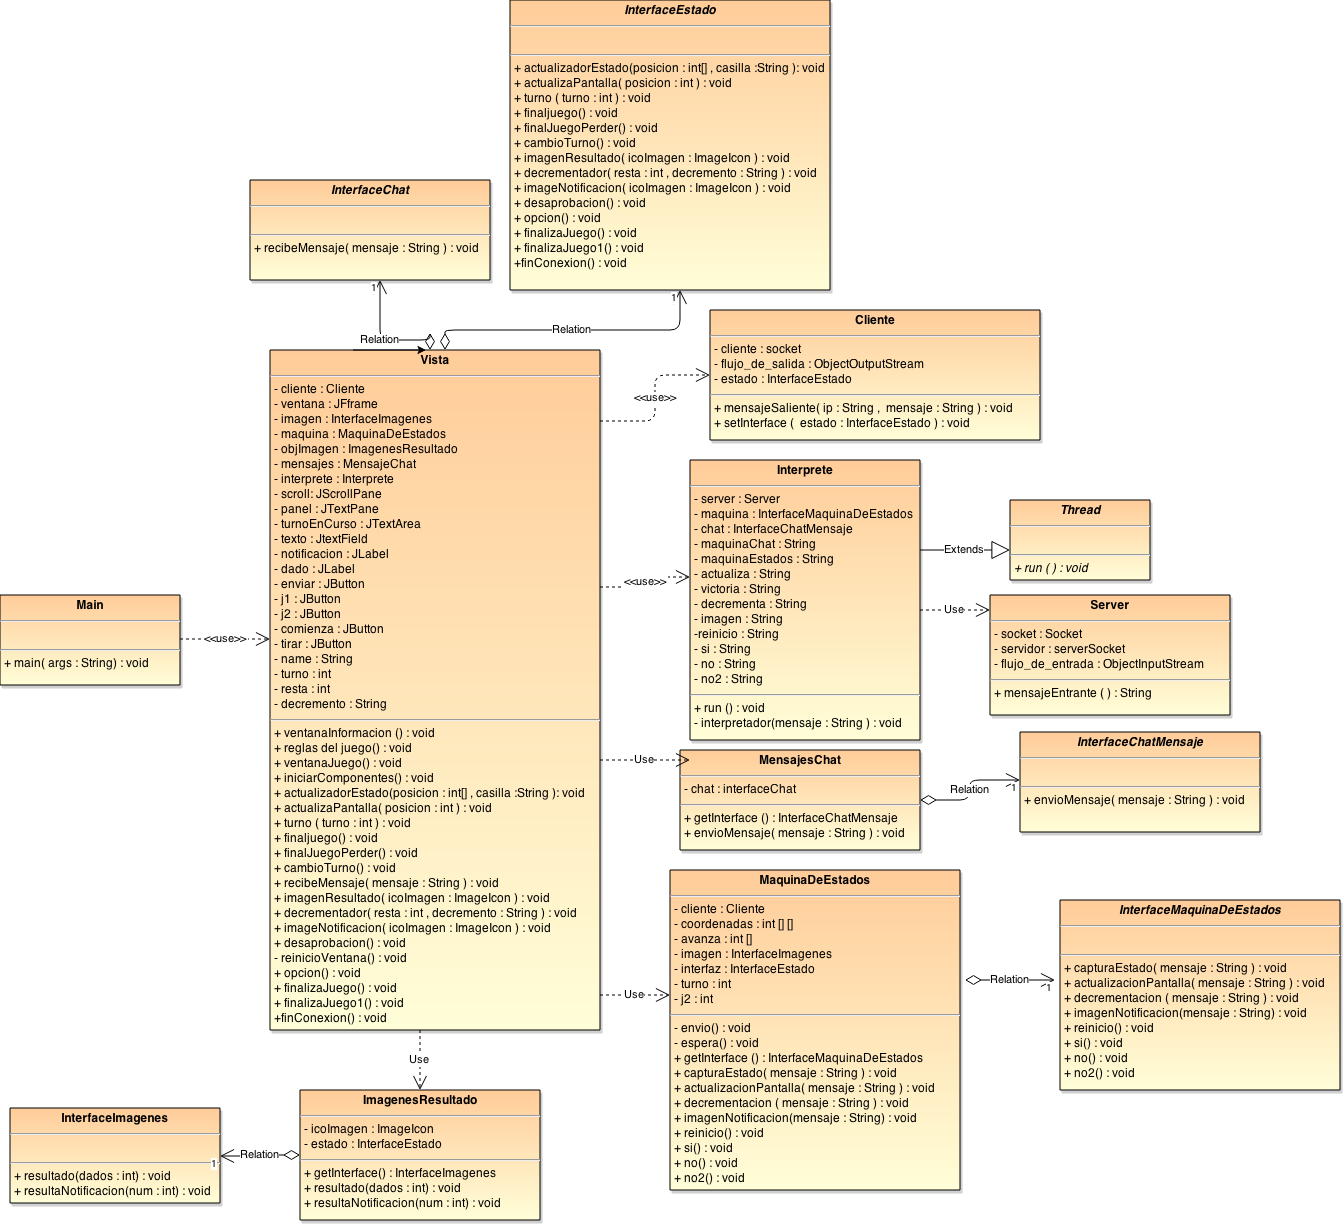 InterfaceEstado
+ actualizadorEstado(posicion : int[] , casilla :String ): void
+ actualizaPantalla( posicion : int ) : void
+ turno ( turno : int ) : void
+ finaljuego() : void
+ finalJuegoPerder() : void
+ cambioTurno() : void
+ imagenResultado( icoImagen : ImageIcon ) : void
+ decrementador( resta : int , decremento : String ) : void
+ imageNotificacion( icoImagen : ImageIcon ) : void
+ desaprobacion() : void
+ opcion() : void
+ finalizaJuego() : void
+ finalizaJuego1() : void
+finConexion() : void
InterfaceChat
+ recibeMensaje( mensaje : String ) : void
1
1
Relation
Relation
Cliente
- cliente : socket
- flujo_de_salida : ObjectOutputStream
- estado : InterfaceEstado
+ mensajeSaliente( ip : String , mensaje : String ) : void
+ setInterface ( estado : InterfaceEstado ) : void
Vista
- cliente : Cliente
- ventana : JFframe
- imagen : InterfaceImagenes
- maquina : MaquinaDeEstados
- objImagen : ImagenesResultado
- mensajes : MensajeChat
- interprete : Interprete
- scroll: JScrollPane
- panel : JTextPane
- turnoEnCurso : JTextArea
- texto : JtextField
- notificacion : JLabel
- dado : JLabel
- enviar : JButton
- j1 : JButton
- j2 : JButton
- comienza : JButton
- tirar : JButton
- name : String
- turno : int
- resta : int
- decremento : String
+ ventanaInformacion () : void
+ reglas del juego() : void
+ ventanaJuego() : void
+ iniciarComponentes() : void
+ actualizadorEstado(posicion : int[] , casilla :String ): void
+ actualizaPantalla( posicion : int ) : void
+ turno ( turno : int ) : void
+ finaljuego() : void
+ finalJuegoPerder() : void
+ cambioTurno() : void
+ recibeMensaje( mensaje : String ) : void
+ imagenResultado( icoImagen : ImageIcon ) : void
+ decrementador( resta : int , decremento : String ) : void
+ imageNotificacion( icoImagen : ImageIcon ) : void
+ desaprobacion() : void
- reinicioVentana() : void
+ opcion() : void
+ finalizaJuego() : void
+ finalizaJuego1() : void
+finConexion() : void
<<use>>
<<use>>
Use
Use
Use
Interprete
- server : Server
- maquina : InterfaceMaquinaDeEstados
- chat : InterfaceChatMensaje
- maquinaChat : String
- maquinaEstados : String
- actualiza : String
- victoria : String
- decrementa : String
- imagen : String
-reinicio : String
- si : String
- no : String
- no2 : String
+ run () : void
- interpretador(mensaje : String ) : void
Extends
Use
Thread
+ run ( ) : void
Server
- socket : Socket
- servidor : serverSocket
- flujo_de_entrada : ObjectInputStream
+ mensajeEntrante ( ) : String
Main
+ main( args : String) : void
<<use>>
MensajesChat
- chat : interfaceChat
+ getInterface () : InterfaceChatMensaje
+ envioMensaje( mensaje : String ) : void
Relation
1
InterfaceChatMensaje
+ envioMensaje( mensaje : String ) : void
MaquinaDeEstados
- cliente : Cliente
- coordenadas : int [] []
- avanza : int []
- imagen : InterfaceImagenes
- interfaz : InterfaceEstado
- turno : int
- j2 : int
- envio() : void
- espera() : void
+ getInterface () : InterfaceMaquinaDeEstados
+ capturaEstado( mensaje : String ) : void
+ actualizacionPantalla( mensaje : String ) : void
+ decrementacion ( mensaje : String ) : void
+ imagenNotificacion(mensaje : String) : void
+ reinicio() : void
+ si() : void
+ no() : void
+ no2() : void
Relation
1
InterfaceMaquinaDeEstados
+ capturaEstado( mensaje : String ) : void
+ actualizacionPantalla( mensaje : String ) : void
+ decrementacion ( mensaje : String ) : void
+ imagenNotificacion(mensaje : String) : void
+ reinicio() : void
+ si() : void
+ no() : void
+ no2() : void
InterfaceImagenes
+ resultado(dados : int) : void
+ resultaNotificacion(num : int) : void
1
Relation
ImagenesResultado
- icoImagen : ImageIcon
- estado : InterfaceEstado
+ getInterface() : InterfaceImagenes
+ resultado(dados : int) : void
+ resultaNotificacion(num : int) : void